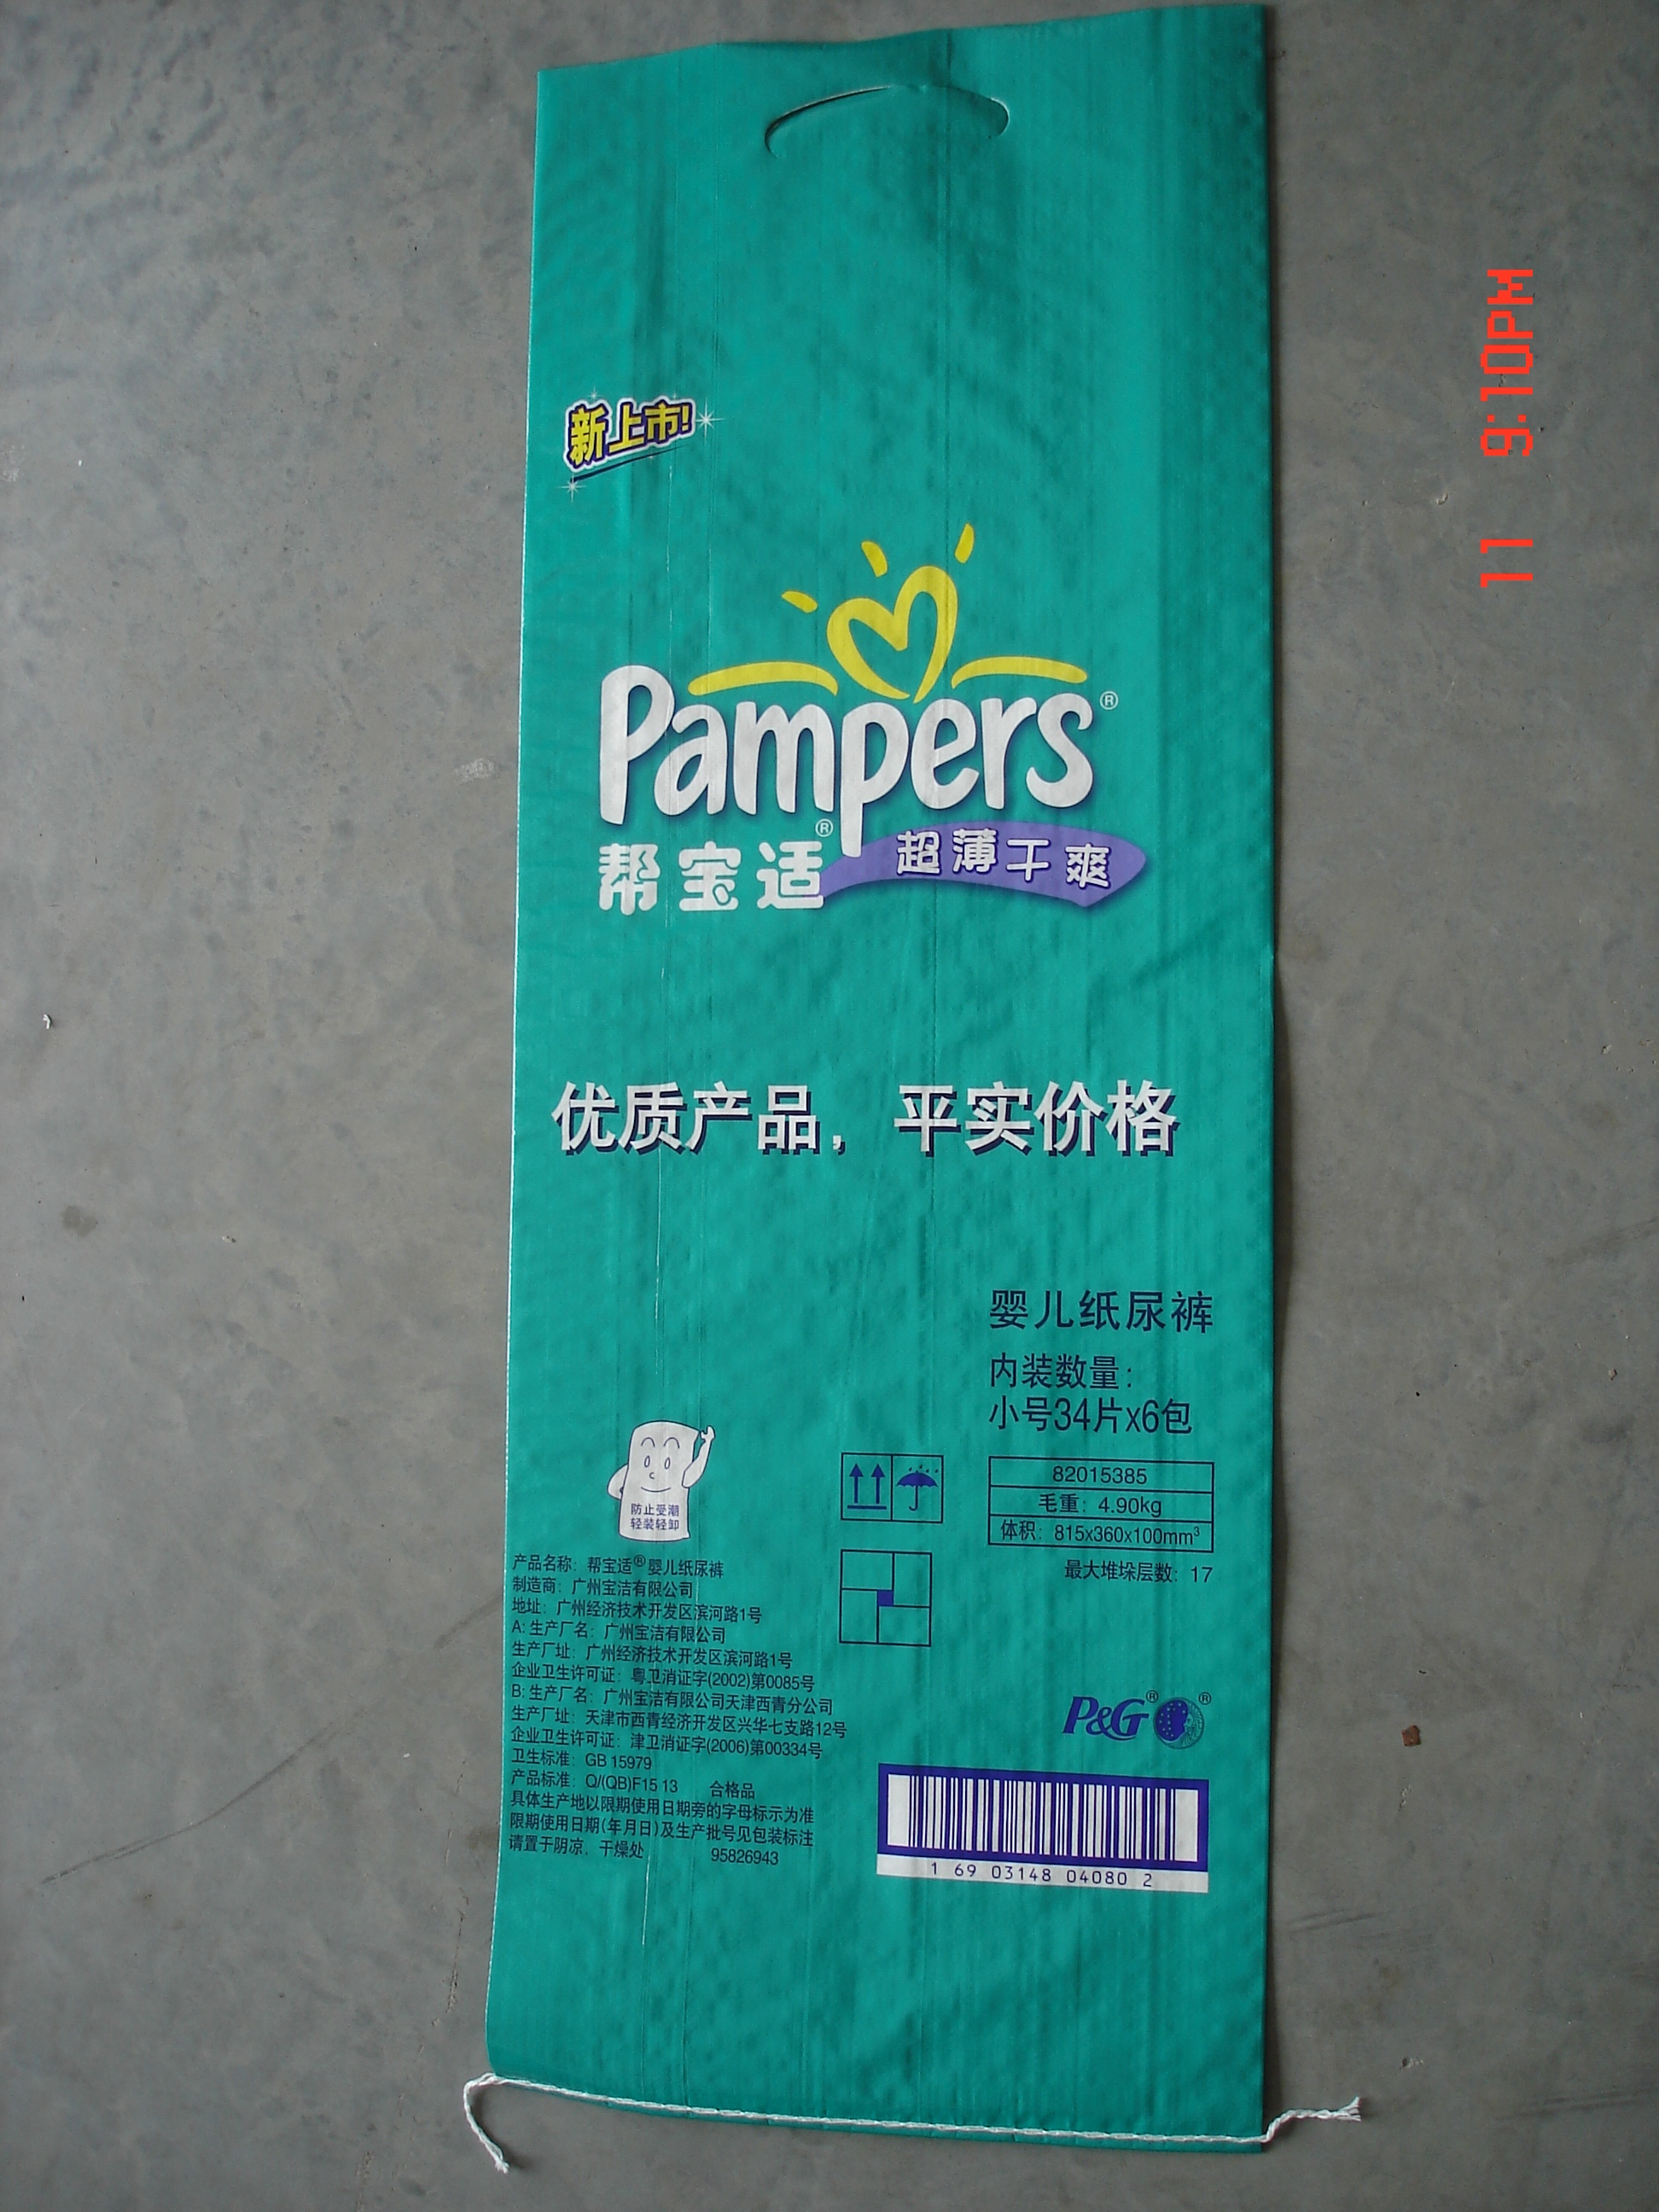 新上市!
Pampers®
帮宝适®
超薄干爽
优质产品，平实价格
婴儿纸尿裤
内装数量：
小号34片x6包
82015385
毛重：4.90kg
体积：815x360x100mm³
最大堆垛层数：17
防止受潮
轻装轻卸
产品名称：帮宝适®婴儿纸尿裤
制造商：广州宝洁有限公司
地址：广州经济技术开发区滨河路1号
A: 生产厂名：广州宝洁有限公司
生产厂址：广州经济技术开发区滨河路1号
企业卫生许可证：粤卫消证字(2002)第0085号
B: 生产厂名：广州宝洁有限公司天津西青分公司
生产厂址：天津市西青经济开发区兴华七支路12号
企业卫生许可证：津卫消证字(2006)第00334号
卫生标准：GB 15979
产品标准：Q/(QB)F15 13 合格品
具体生产地以限期使用日期旁的字母标示为准
限期使用日期(年月日)及生产批号见包装标注
请置于阴凉、干燥处 95826943
P&G® ®
1 69 03148 04080 2
11 9:10PM